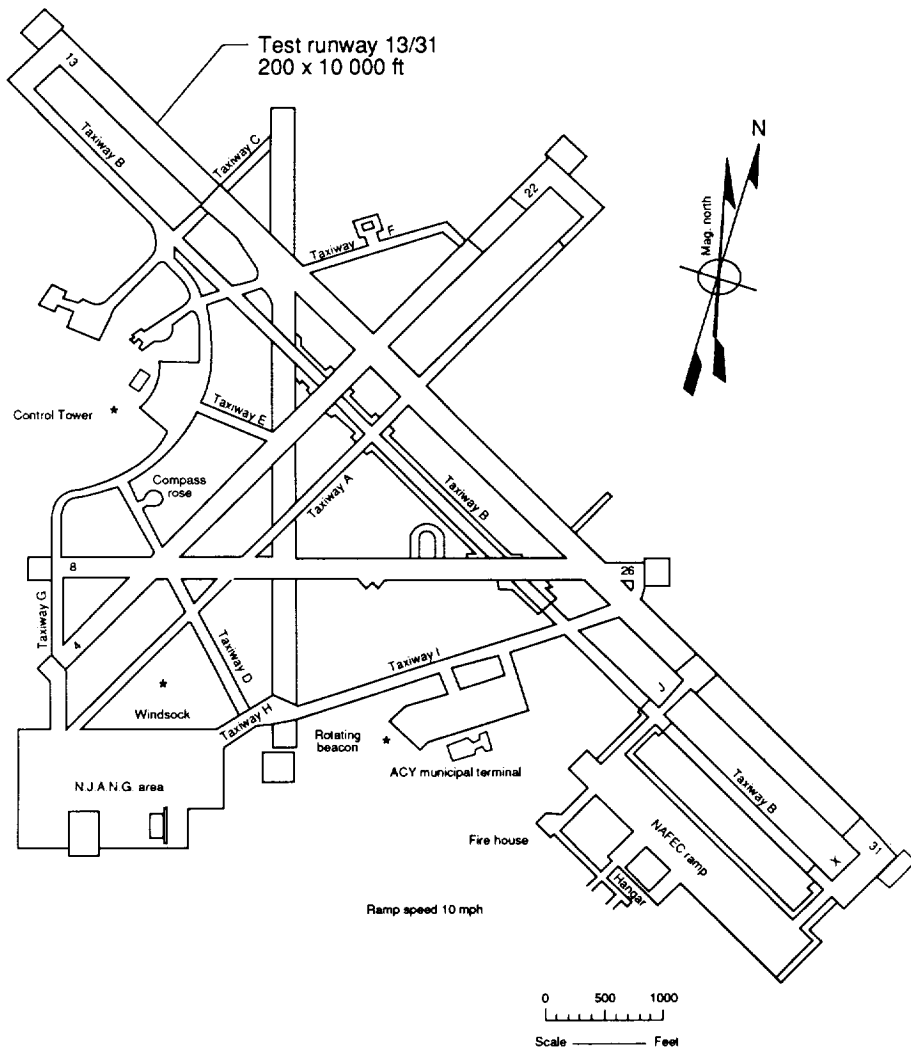 Test runway 13/31
200 x 10 000 ft
13
Taxiway B
Taxiway C
22
Taxiway F
N
Mag. north
Control Tower
Taxiway E
Compass
rose
Taxiway A
Taxiway B
8
26
Taxiway G
4
Taxiway D
Taxiway I
J
Windsock
Taxiway H
Rotating
beacon
ACY municipal terminal
N.J.A.N.G. area
Taxiway B
31
Fire house
NAFEC ramp
X
Hangar
Ramp speed 10 mph
0 500 1000
Scale Feet